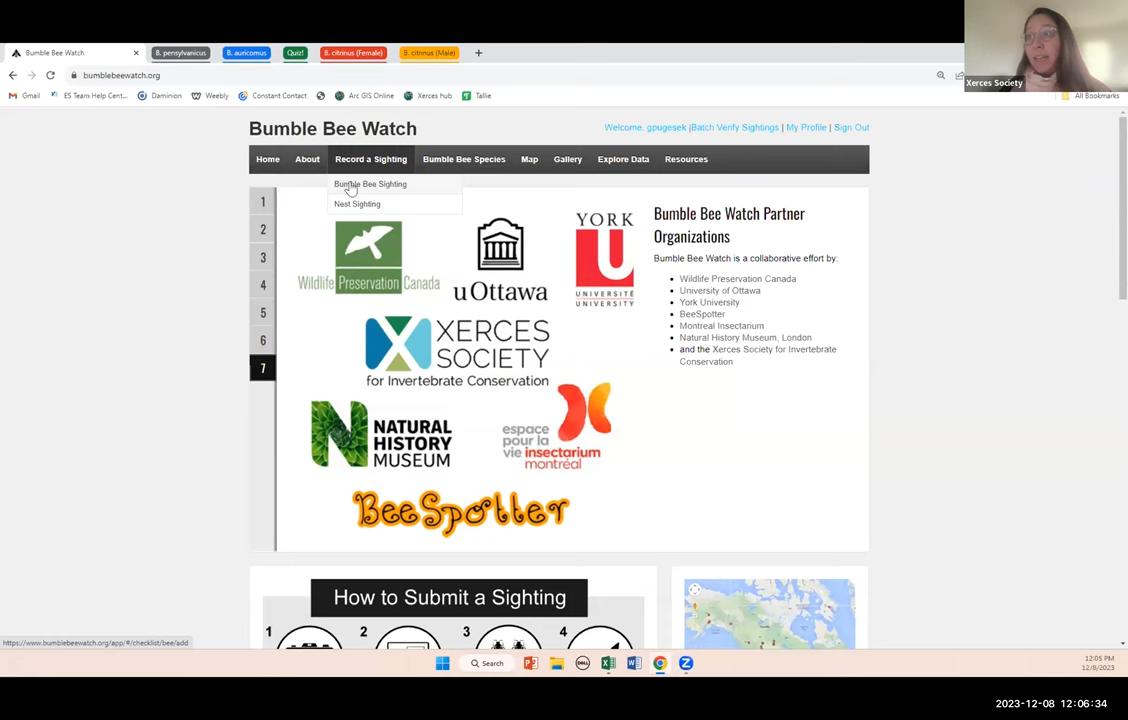 Bumble Bee Watch
B. pensylvanicus
B. auricomus
Quiz!
B. citrinus (Female)
B. citrinus (Male)
bumblebeewatch.org
Gmail
ES Team Help Cent...
Daminion
Weebly
Constant Contact
Arc GIS Online
Xerces hub
Tallie
All Bookmarks
Xerces Society
Bumble Bee Watch
Welcome, gpugesek |Batch Verify Sightings | My Profile | Sign Out
Home
About
Record a Sighting
Bumble Bee Species
Map
Gallery
Explore Data
Resources
Bumble Bee Sighting
Nest Sighting
1
2
3
4
5
6
7
Wildlife Preservation Canada
uOttawa
YORK
U
UNIVERSITÉ
UNIVERSITY
XERCES
SOCIETY
for Invertebrate Conservation
N
NATURAL
HISTORY
MUSEUM
espace
pour la
vie insectarium
montréal
BeeSpotter
Bumble Bee Watch Partner
Organizations
Bumble Bee Watch is a collaborative effort by:
Wildlife Preservation Canada
University of Ottawa
York University
BeeSpotter
Montreal Insectarium
Natural History Museum, London
and the Xerces Society for Invertebrate
Conservation
How to Submit a Sighting
1
2
3
4
https://www.bumblebeewatch.org/app/#/checklist/bee/add
Search
DELL
12:05 PM
12/8/2023
2023-12-08 12:06:34